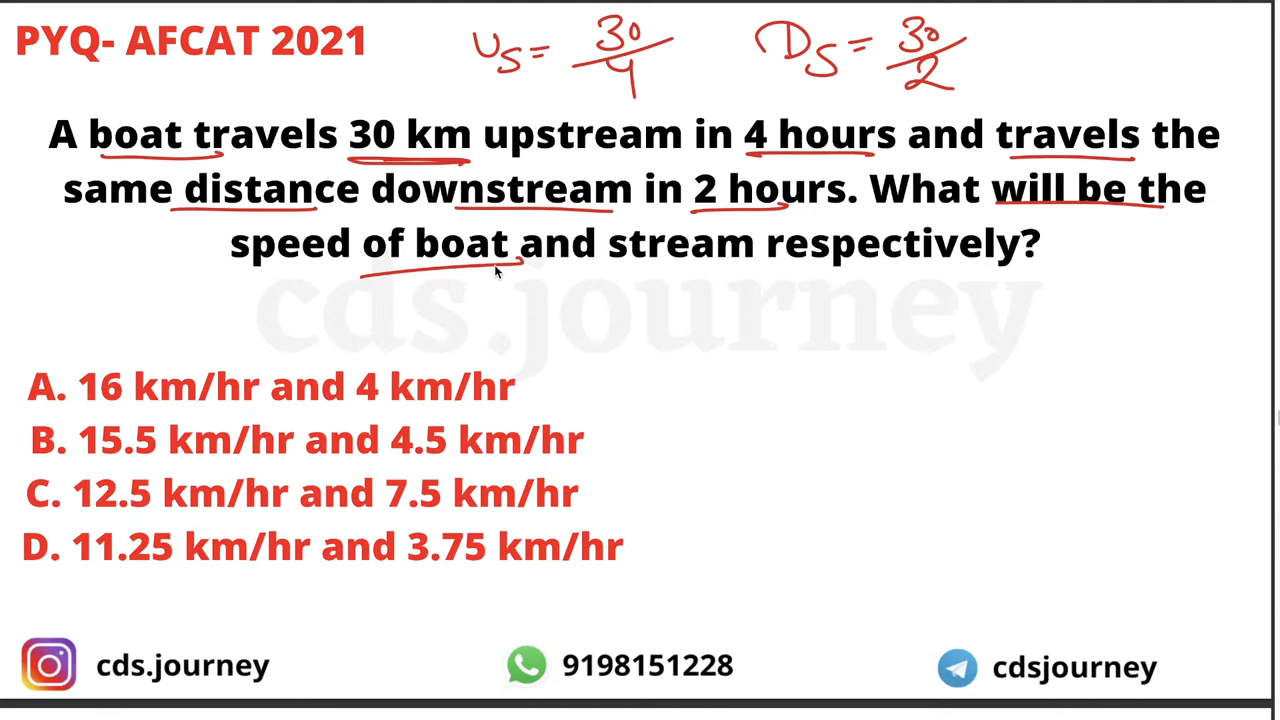 PYQ- AFCAT 2021
US = 30/4
DS = 30/2
A boat travels 30 km upstream in 4 hours and travels the
same distance downstream in 2 hours. What will be the
speed of boat and stream respectively?
cds.journey
A. 16 km/hr and 4 km/hr
B. 15.5 km/hr and 4.5 km/hr
C. 12.5 km/hr and 7.5 km/hr
D. 11.25 km/hr and 3.75 km/hr
cds.journey
9198151228
cdsjourney